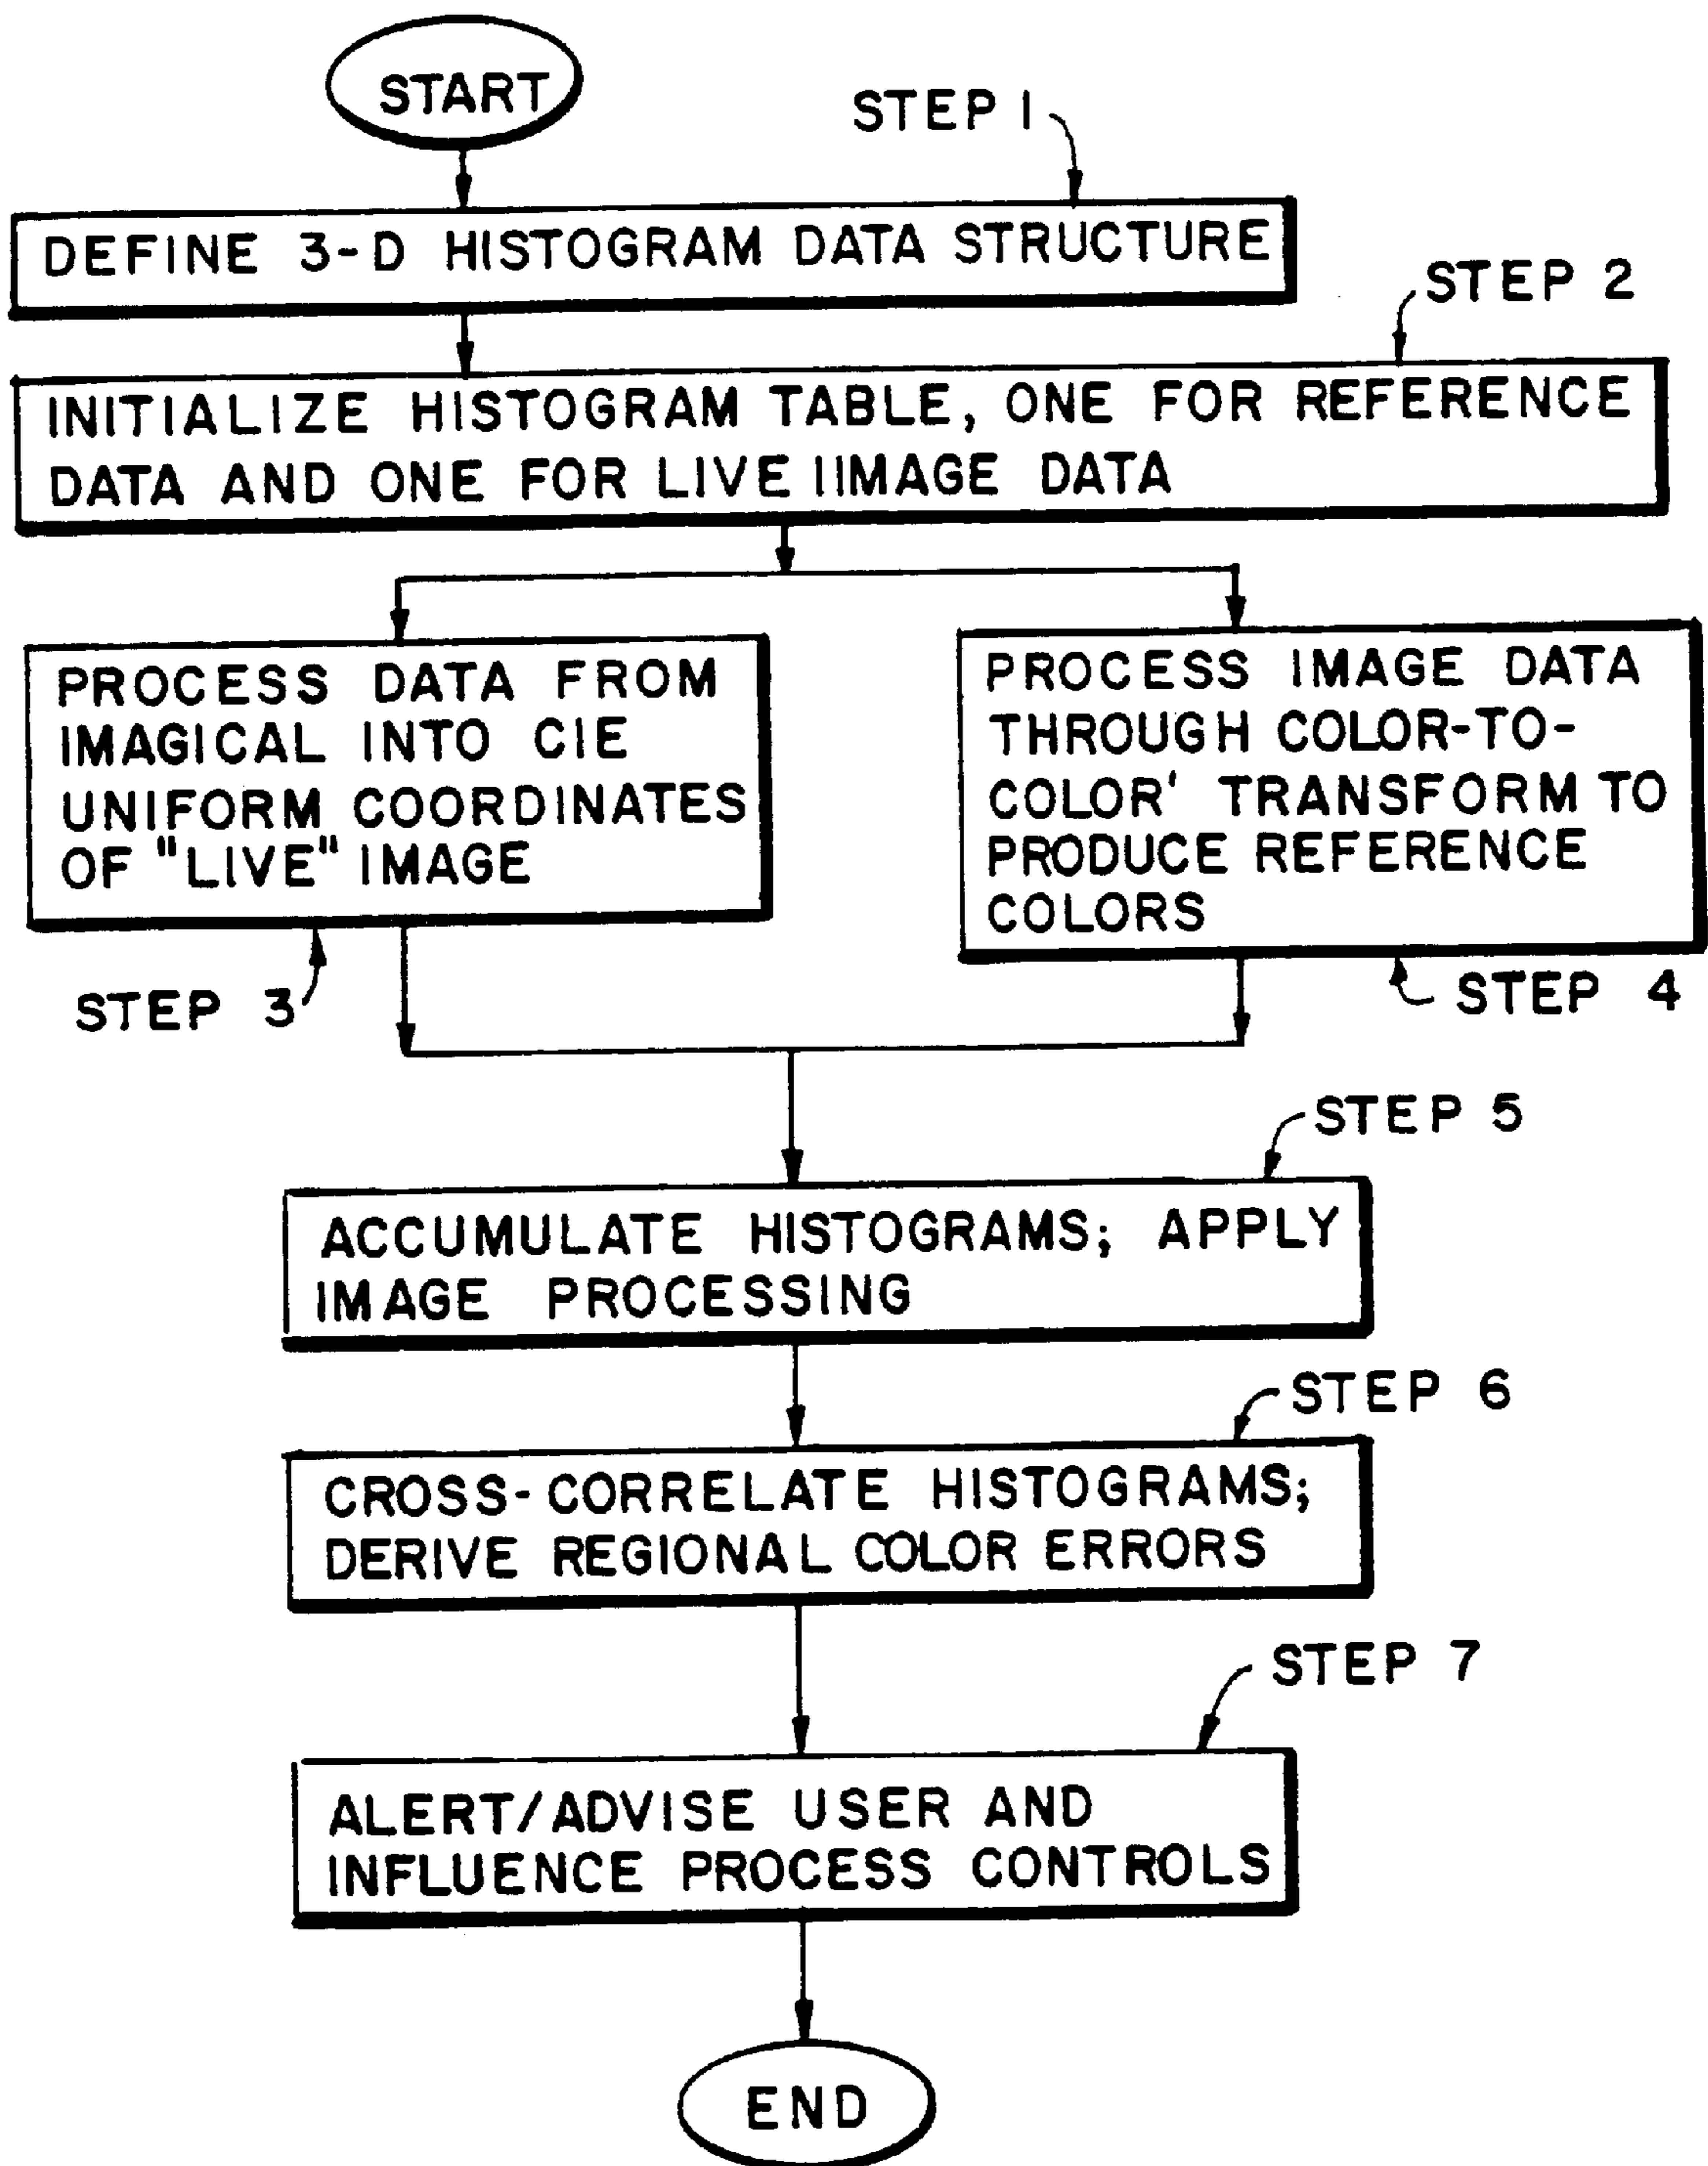 START
STEP 1
DEFINE 3-D HISTOGRAM DATA STRUCTURE
STEP 2
INITIALIZE HISTOGRAM TABLE, ONE FOR REFERENCE
DATA AND ONE FOR LIVE IIMAGE DATA
PROCESS DATA FROM
IMAGICAL INTO CIE
UNIFORM COORDINATES
OF "LIVE" IMAGE
STEP 3
PROCESS IMAGE DATA
THROUGH COLOR-TO-
COLOR' TRANSFORM TO
PRODUCE REFERENCE
COLORS
STEP 4
STEP 5
ACCUMULATE HISTOGRAMS; APPLY
IMAGE PROCESSING
STEP 6
CROSS-CORRELATE HISTOGRAMS;
DERIVE REGIONAL COLOR ERRORS
STEP 7
ALERT/ADVISE USER AND
INFLUENCE PROCESS CONTROLS
END